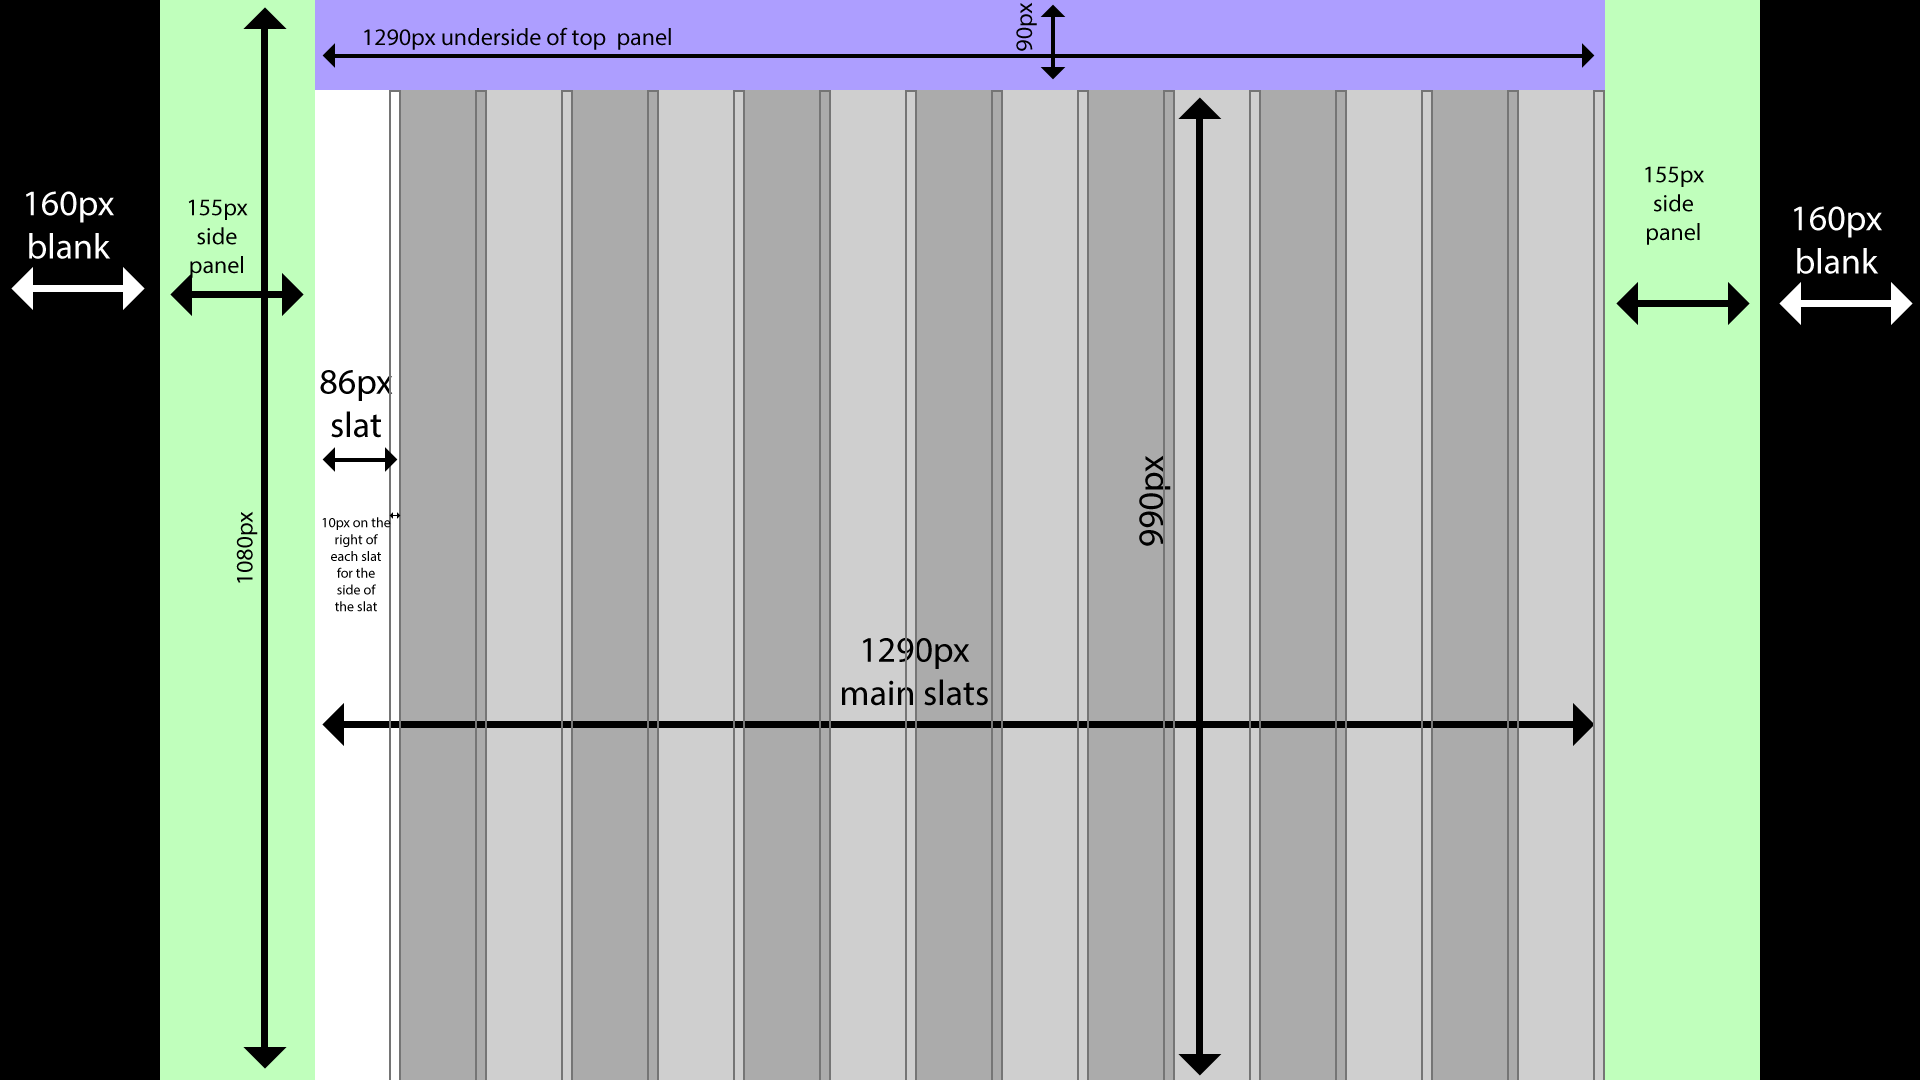 1290px underside of top  panel
90px
160px
blank
155px
side
panel
155px
side
panel
160px
blank
86px
slat
10px on the
right of
each slat
for the
side of
the slat
1080px
990px
1290px
main slats